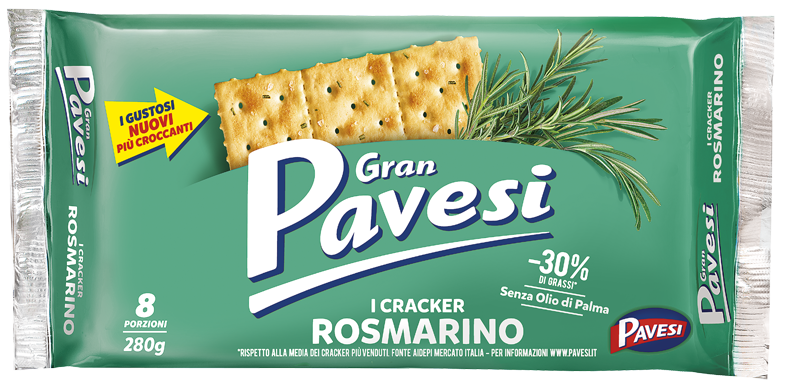 Gran
Pavesi
I CRACKER
ROSMARINO
I GUSTOSI
NUOVI
PIÙ CROCCANTI
Gran
Pavesi
-30%
DI GRASSI*
Senza Olio di Palma
I CRACKER
ROSMARINO
8
PORZIONI
280g
*RISPETTO ALLA MEDIA DEI CRACKER PIÙ VENDUTI. FONTE AIDEPI MERCATO ITALIA - PER INFORMAZIONI WWW.PAVESI.IT
PAVESI
I CRACKER
ROSMARINO
Gran
Pavesi